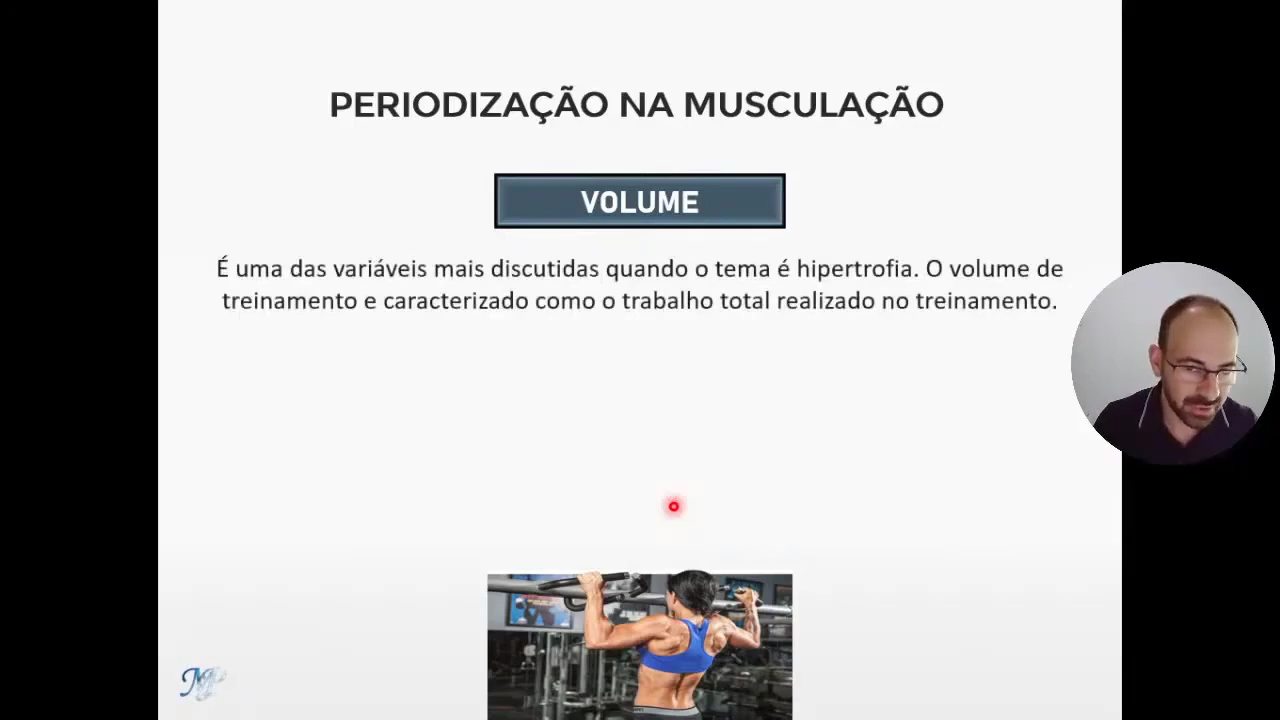 PERIODIZAÇÃO NA MUSCULAÇÃO
VOLUME
É uma das variáveis mais discutidas quando o tema é hipertrofia. O volume de
treinamento e caracterizado como o trabalho total realizado no treinamento.